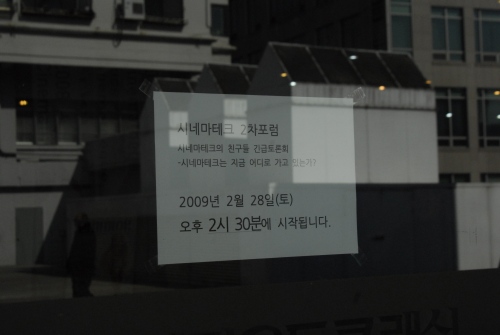 시네마테크 2차포럼
시네마테크의 친구들 긴급토론회
-시네마테크는 지금 어디로 가고 있는가?
2009년 2월 28일(토)
오후 2시 30분에 시작됩니다.